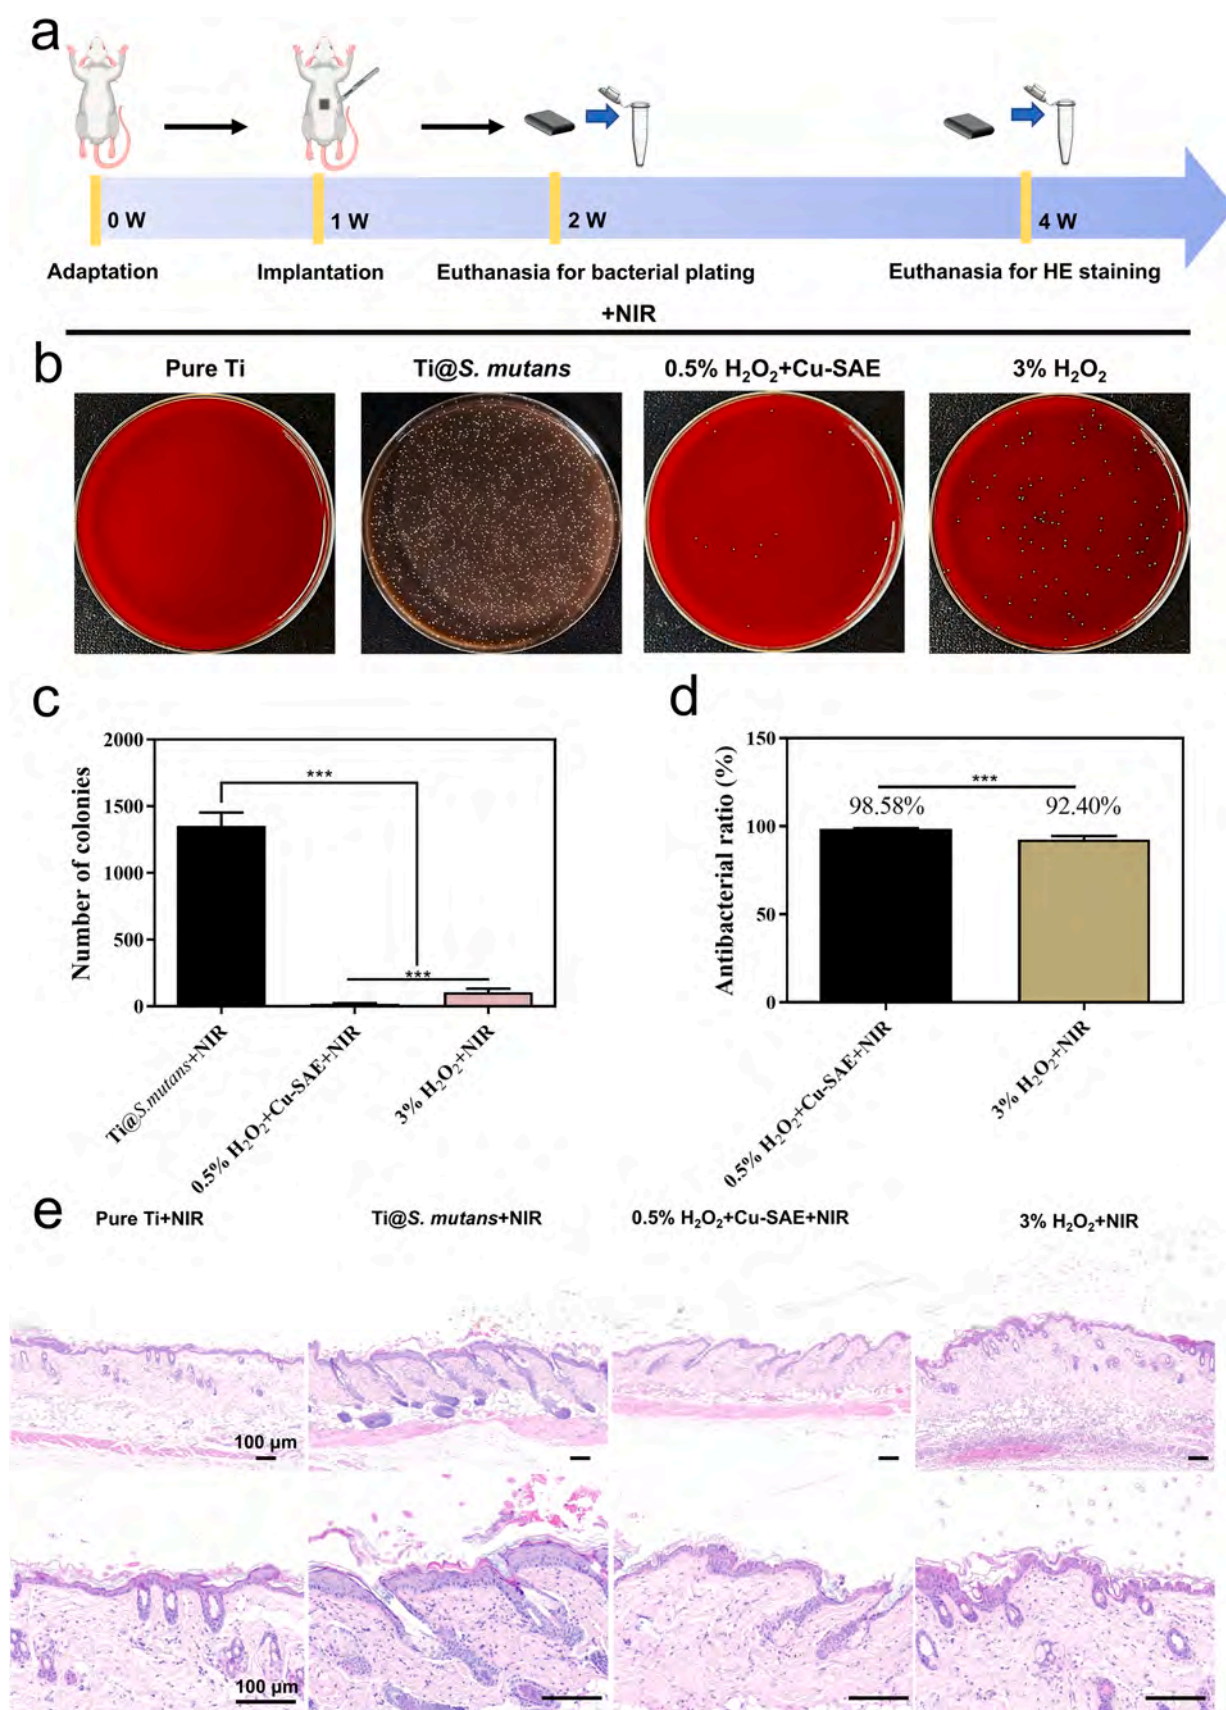 a
0 W
1 W
2 W
4 W
Adaptation
Implantation
Euthanasia for bacterial plating
Euthanasia for HE staining
+NIR
b
Pure Ti
Ti@S. mutans
0.5% H₂O₂+Cu-SAE
3% H₂O₂
c
Number of colonies
2000
1500
1000
500
0
***
***
Ti@S.mutans+NIR
0.5% H₂O₂+Cu-SAE+NIR
3% H₂O₂+NIR
d
Antibacterial ratio (%)
150
100
50
0
***
98.58%
92.40%
0.5% H₂O₂+Cu-SAE+NIR
3% H₂O₂+NIR
e
Pure Ti+NIR
Ti@S. mutans+NIR
0.5% H₂O₂+Cu-SAE+NIR
3% H₂O₂+NIR
100 μm
100 μm